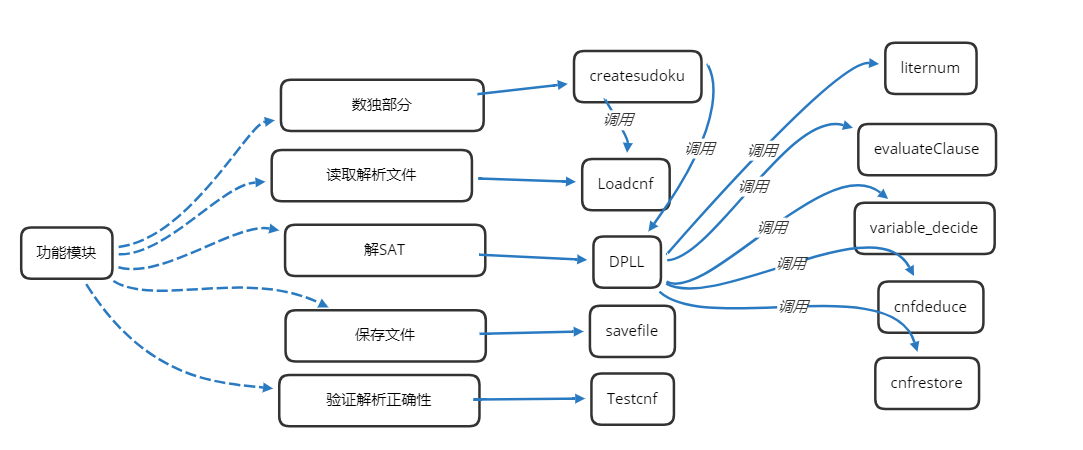 功能模块
数独部分
读取解析文件
解SAT
保存文件
验证解析正确性
createsudoku
调用
调用
Loadcnf
DPLL
savefile
Testcnf
调用
调用
调用
调用
调用
liternum
evaluateClause
variable_decide
cnfdeduce
cnfrestore